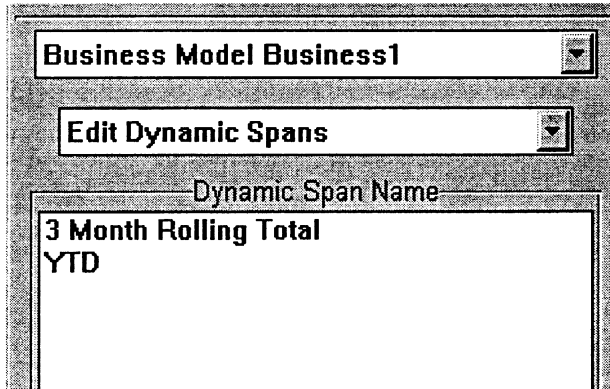 Business Model Business1
Edit Dynamic Spans
Dynamic Span Name
3 Month Rolling Total
YTD